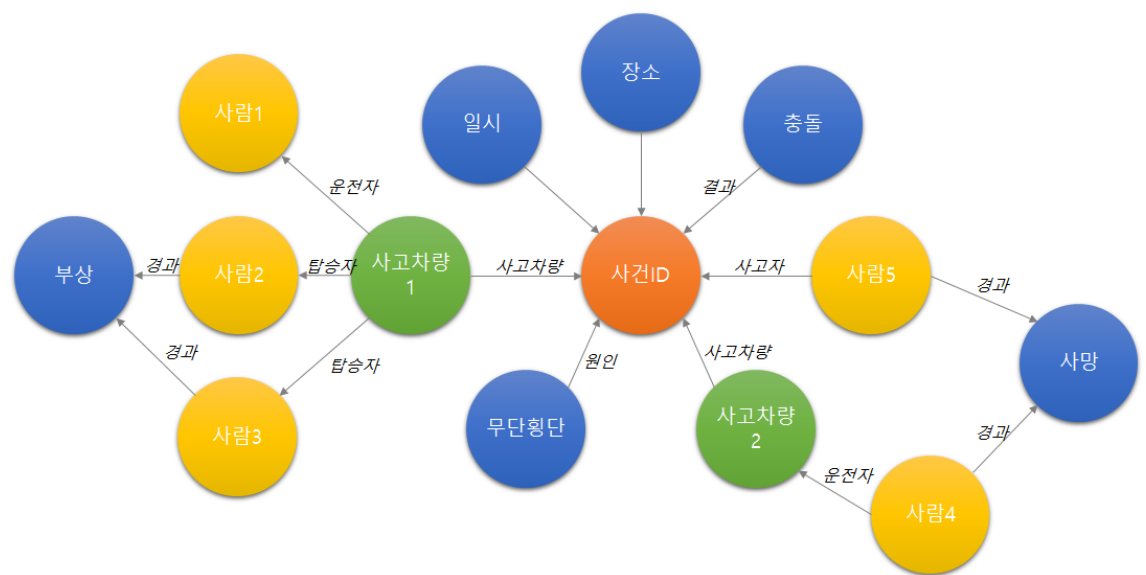 장소
사람1
일시
충돌
운전자
결과
부상
경과
사람2
탑승자
사고차량
1
사고차량
사건ID
사고자
사람5
경과
경과
탑승자
원인
사고차량
사망
사람3
무단횡단
사고차량
2
경과
운전자
사람4